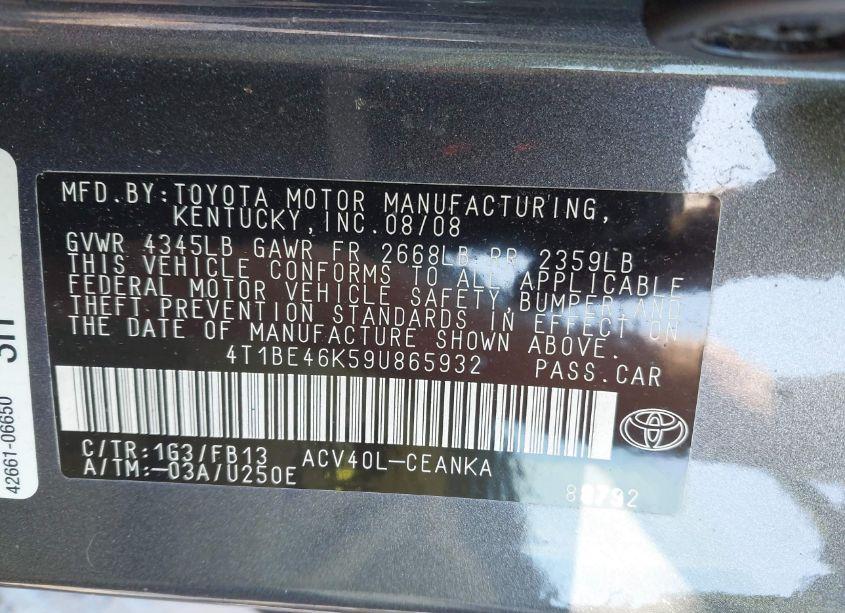 MFD.BY:TOYOTA MOTOR MANUFACTURING,
KENTUCKY,INC.08/08
GVWR 4345LB GAWR FR 2668LB RR 2359LB
THIS VEHICLE CONFORMS TO ALL APPLICABLE
FEDERAL MOTOR VEHICLE SAFETY,BUMPER,AND
THEFT PREVENTION STANDARDS IN EFFECT ON
THE DATE OF MANUFACTURE SHOWN ABOVE.
4T1BE46K59U865932 PASS.CAR
C/TR:1G3/FB13 ACV40L-CEANKA
A/TM:-03A/U250E
42661-06650